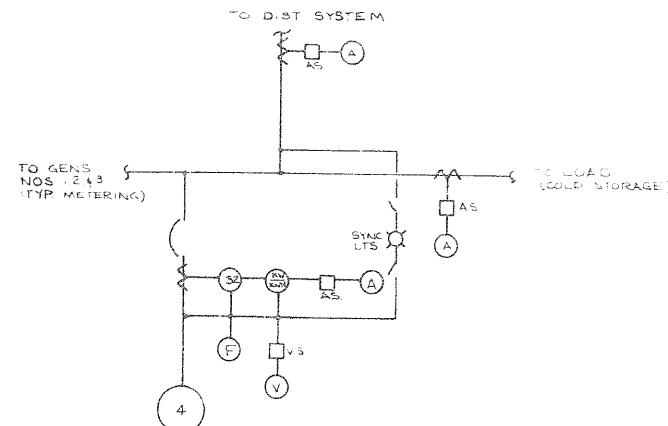 TO DIST SYSTEM
A
AS
TO GENS
NOS. 2&3
(TYP. METERING)
TO LOAD
(COLD STORAGE)
AS
SYNC
LTS
A
32
KW
KWH
AS.
A
F
VS
V
4